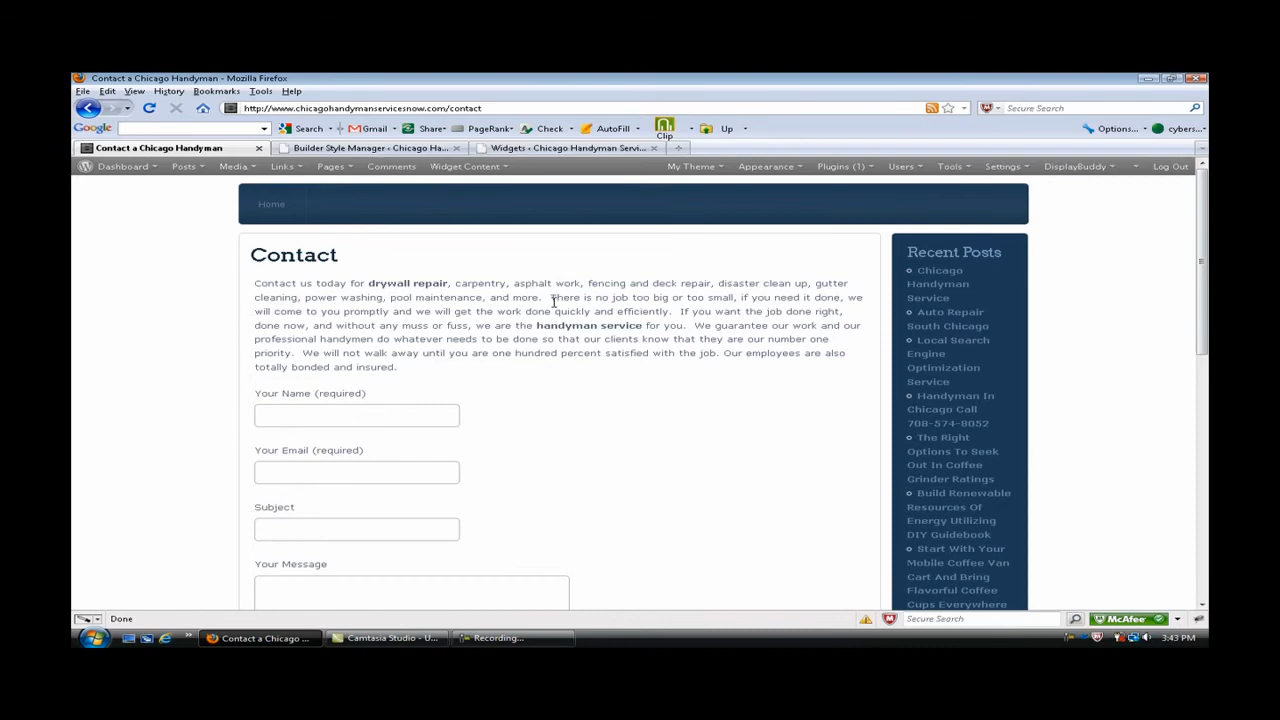 Contact a Chicago Handyman - Mozilla Firefox
File Edit View History Bookmarks Tools Help
http://www.chicagohandymanservicesnow.com/contact
Secure Search
Google Search Gmail Share PageRank Check AutoFill Clip Up Options... cybers...
Contact a Chicago Handyman
Builder Style Manager ‹ Chicago Ha...
Widgets ‹ Chicago Handyman Servi...
Dashboard Posts Media Links Pages Comments Widget Content My Theme Appearance Plugins (1) Users Tools Settings DisplayBuddy Log Out
Home
Contact
Contact us today for drywall repair, carpentry, asphalt work, fencing and deck repair, disaster clean up, gutter
cleaning, power washing, pool maintenance, and more. There is no job too big or too small, if you need it done, we
will come to you promptly and we will get the work done quickly and efficiently. If you want the job done right,
done now, and without any muss or fuss, we are the handyman service for you. We guarantee our work and our
professional handymen do whatever needs to be done so that our clients know that they are our number one
priority. We will not walk away until you are one hundred percent satisfied with the job. Our employees are also
totally bonded and insured.
Your Name (required)
Your Email (required)
Subject
Your Message
Recent Posts
Chicago
Handyman
Service
Auto Repair
South Chicago
Local Search
Engine
Optimization
Service
Handyman In
Chicago Call
708-574-8052
The Right
Options To Seek
Out In Coffee
Grinder Ratings
Build Renewable
Resources Of
Energy Utilizing
DIY Guidebook
Start With Your
Mobile Coffee Van
Cart And Bring
Flavorful Coffee
Cups Everywhere
Done
Secure Search
McAfee
Contact a Chicago ...
Camtasia Studio - U...
Recording...
3:43 PM